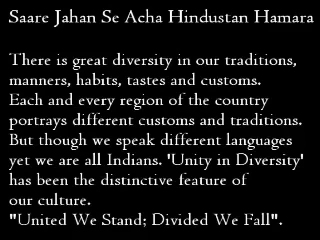 Saare Jahan Se Acha Hindustan Hamara
There is great diversity in our traditions,
manners, habits, tastes and customs.
Each and every region of the country
portrays different customs and traditions.
But though we speak different languages
yet we are all Indians. 'Unity in Diversity'
has been the distinctive feature of
our culture.
"United We Stand; Divided We Fall".